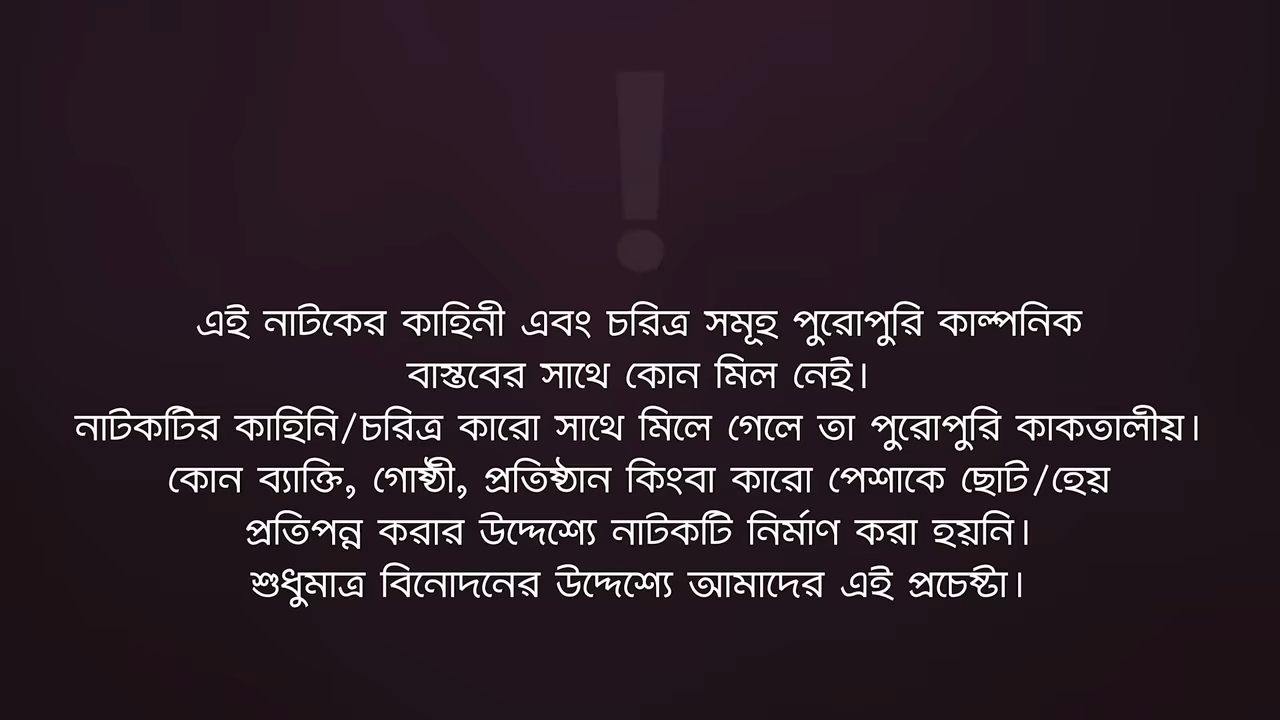 এই নাটকের কাহিনী এবং চরিত্র সমূহ পুরোপুরি কাল্পনিক
বাস্তবের সাথে কোন মিল নেই।
নাটকটির কাহিনি/চরিত্র কারো সাথে মিলে গেলে তা পুরোপুরি কাকতালীয়।
কোন ব্যাক্তি, গোষ্ঠী, প্রতিষ্ঠান কিংবা কারো পেশাকে ছোট/হেয়
প্রতিপন্ন করার উদ্দেশ্যে নাটকটি নির্মাণ করা হয়নি।
শুধুমাত্র বিনোদনের উদ্দেশ্যে আমাদের এই প্রচেষ্টা।